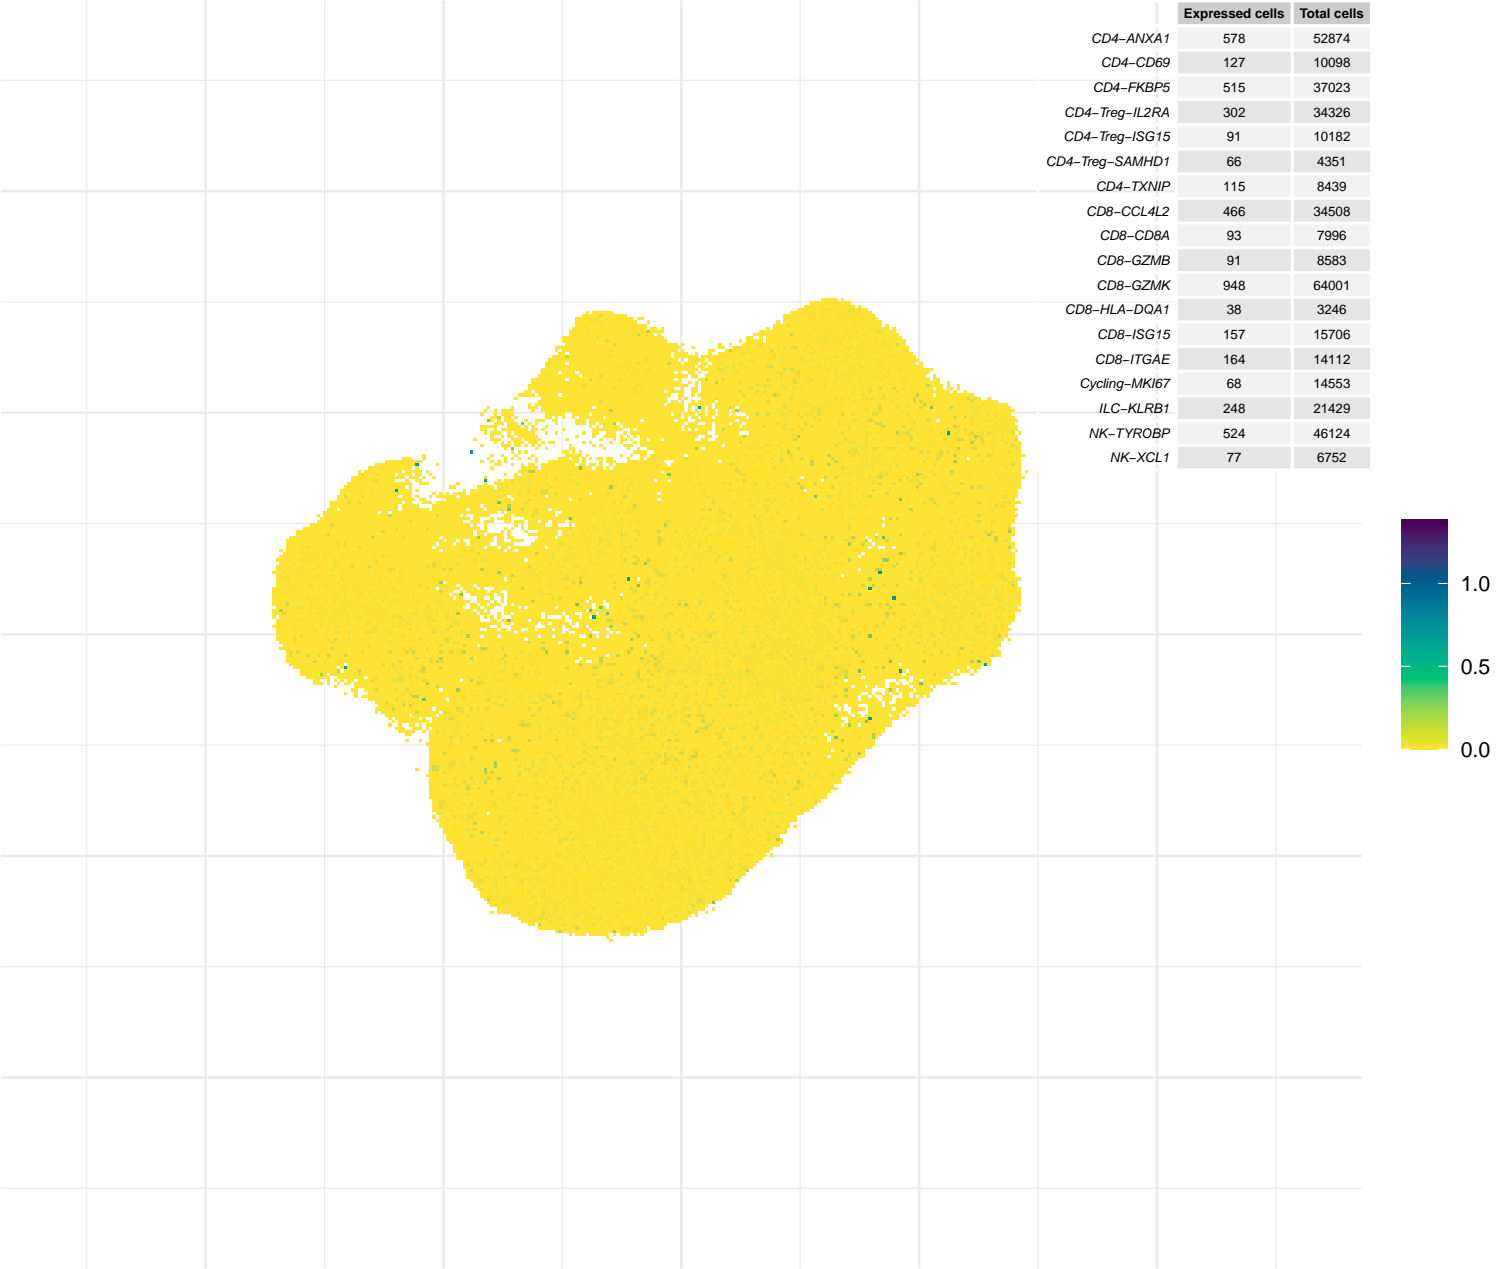 Expressed cells Total cells
CD4−ANXA1 578 52874
CD4−CD69 127 10098
CD4−FKBP5 515 37023
CD4−Treg−IL2RA 302 34326
CD4−Treg−ISG15 91 10182
CD4−Treg−SAMHD1 66 4351
CD4−TXNIP 115 8439
CD8−CCL4L2 466 34508
CD8−CD8A 93 7996
CD8−GZMB 91 8583
CD8−GZMK 948 64001
CD8−HLA−DQA1 38 3246
CD8−ISG15 157 15706
CD8−ITGAE 164 14112
Cycling−MKI67 68 14553
ILC−KLRB1 248 21429
NK−TYROBP 524 46124
NK−XCL1 77 6752
1.0
0.5
0.0